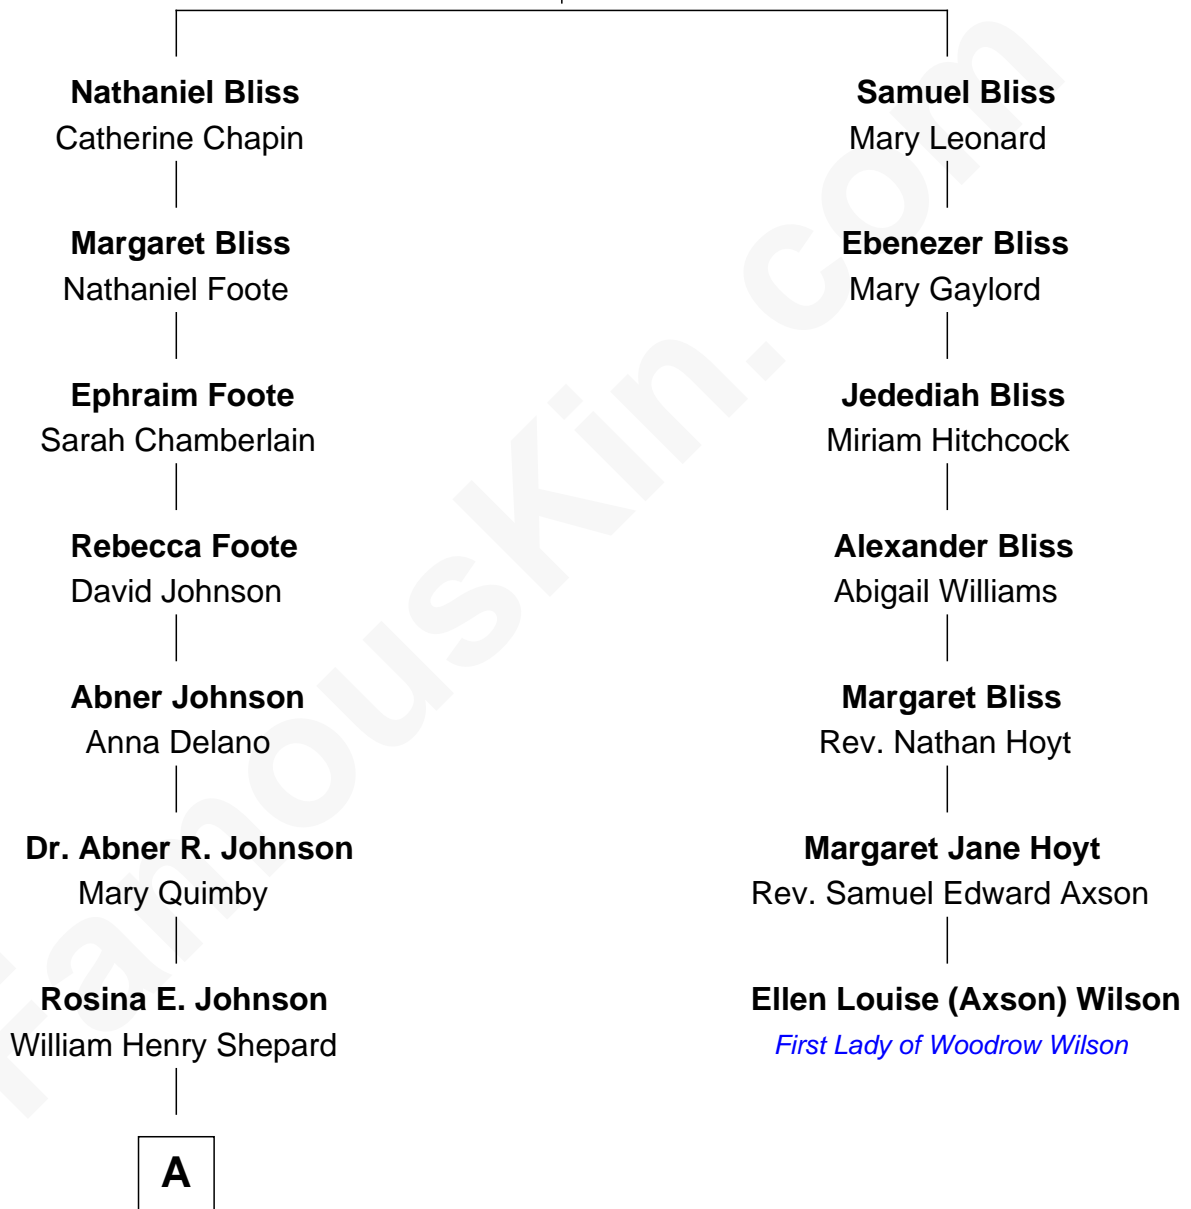 Nathaniel Bliss
Catherine Chapin
Margaret Bliss
Nathaniel Foote
Ephraim Foote
Sarah Chamberlain
Rebecca Foote
David Johnson
Abner Johnson
Anna Delano
Dr. Abner R. Johnson
Mary Quimby
Rosina E. Johnson
William Henry Shepard
A
Samuel Bliss
Mary Leonard
Ebenezer Bliss
Mary Gaylord
Jedediah Bliss
Miriam Hitchcock
Alexander Bliss
Abigail Williams
Margaret Bliss
Rev. Nathan Hoyt
Margaret Jane Hoyt
Rev. Samuel Edward Axson
Ellen Louise (Axson) Wilson
First Lady of Woodrow Wilson
FamousKin.com